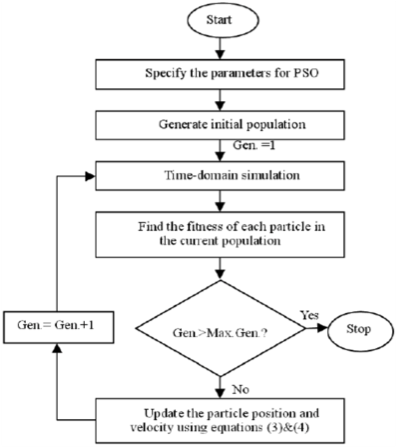 Start
Specify the parameters for PSO
Generate initial population
Gen. =1
Time-domain simulation
Find the fitness of each particle in
the current population
Gen.>Max.Gen.?
Yes
Stop
Gen.= Gen.+1
No
Update the particle position and
velocity using equations (3)&(4)